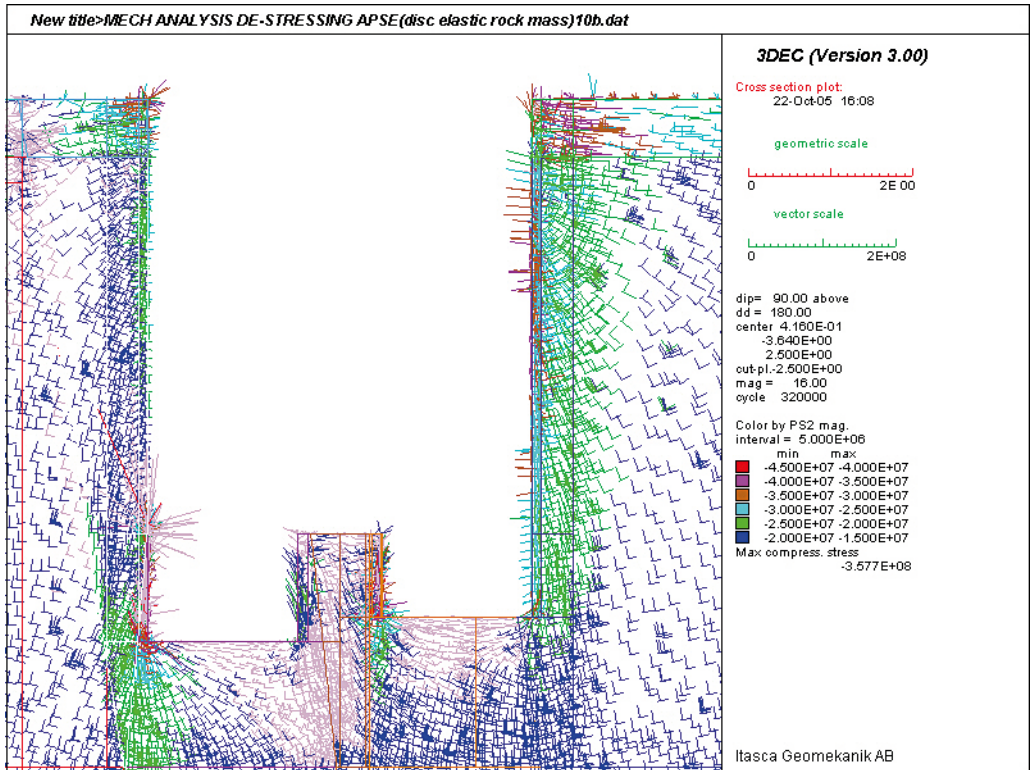 New title>MECH ANALYSIS DE-STRESSING APSE(disc elastic rock mass)10b.dat
3DEC (Version 3.00)
Cross section plot:
22-Oct-05 16:08
geometric scale
0 2E 00
vector scale
0 2E+08
dip= 90.00 above
dd = 180.00
center 4.160E-01
-3.640E+00
2.500E+00
cut-pl.-2.500E+00
mag = 16.00
cycle 320000
Color by PS2 mag.
interval = 5.000E+06
min max
-4.500E+07 -4.000E+07
-4.000E+07 -3.500E+07
-3.500E+07 -3.000E+07
-3.000E+07 -2.500E+07
-2.500E+07 -2.000E+07
-2.000E+07 -1.500E+07
Max compress. stress
-3.577E+08
Itasca Geomekanik AB